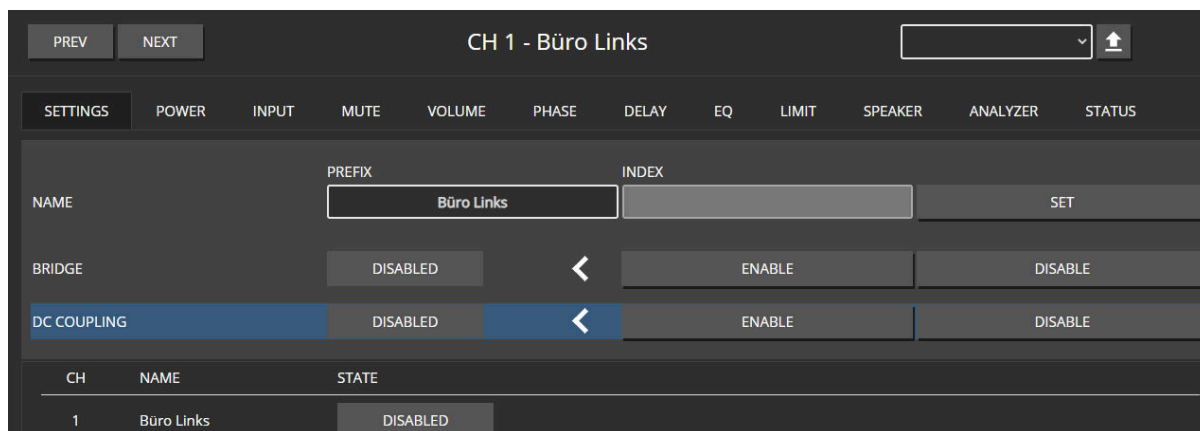 PREV NEXT CH 1 - Büro Links
SETTINGS POWER INPUT MUTE VOLUME PHASE DELAY EQ LIMIT SPEAKER ANALYZER STATUS
PREFIX INDEX
NAME Büro Links SET
BRIDGE DISABLED ENABLE DISABLE
DC COUPLING DISABLED ENABLE DISABLE
CH NAME STATE
1 Büro Links DISABLED